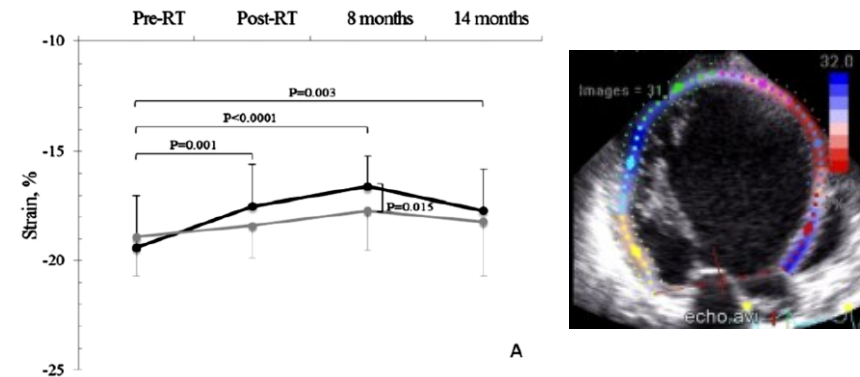 Pre-RT Post-RT 8 months 14 months
-10
P=0.003
P<0.0001
P=0.001
-15
P=0.015
Strain, %
-20
-25
A
32.0
Images = 31
echo.avi